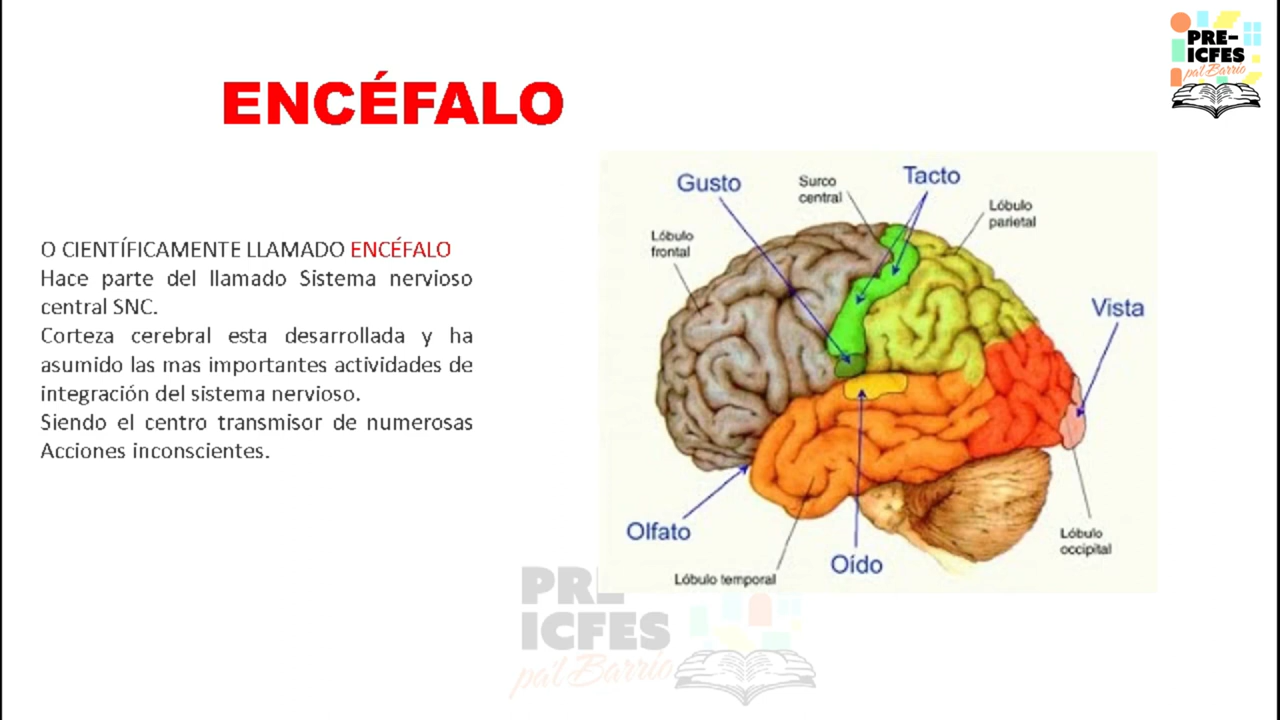 PRE-
ICFES
pa'l Barrio
ENCÉFALO
O CIENTÍFICAMENTE LLAMADO ENCÉFALO
Hace parte del llamado Sistema nervioso
central SNC.
Corteza cerebral esta desarrollada y ha
asumido las mas importantes actividades de
integración del sistema nervioso.
Siendo el centro transmisor de numerosas
Acciones inconscientes.
Gusto
Surco
central
Tacto
Lóbulo
parietal
Lóbulo
frontal
Vista
Olfato
Oído
Lóbulo
occipital
Lóbulo temporal
PRE-
ICFES
pa'l Barrio